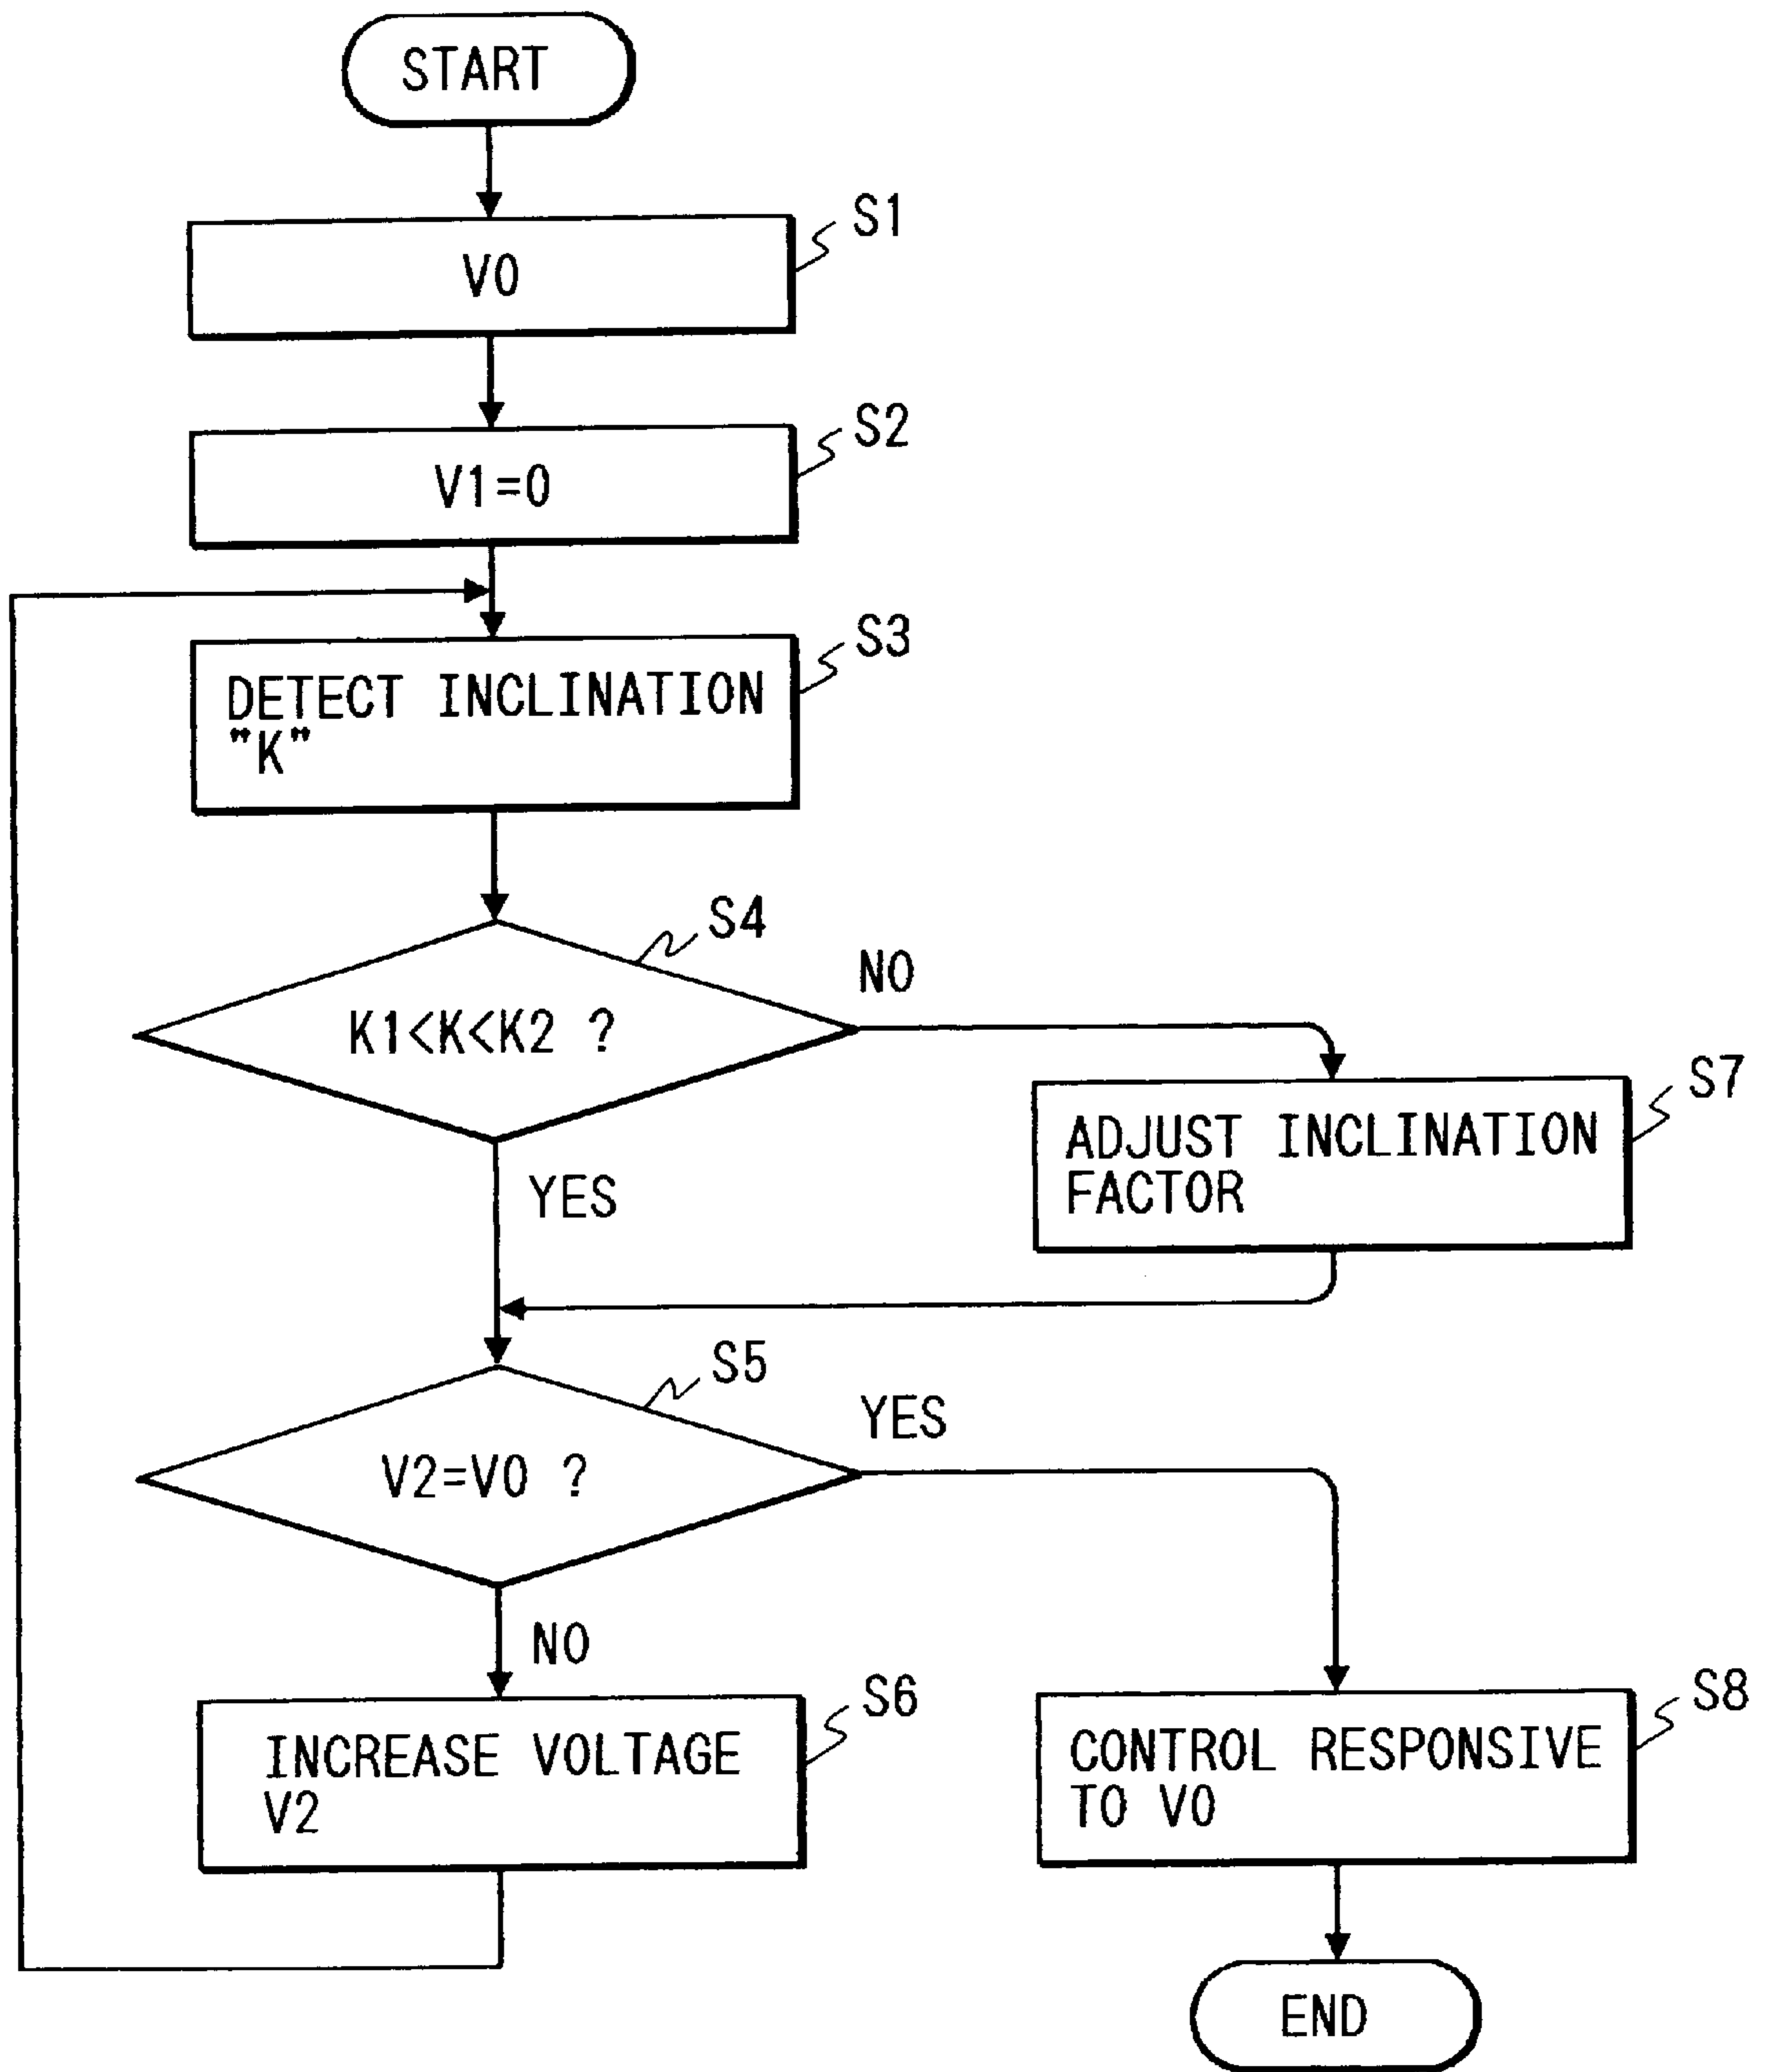 START
S1
V0
S2
V1=0
S3
DETECT INCLINATION
"K"
S4
NO
K1<K<K2 ?
S7
ADJUST INCLINATION
FACTOR
YES
S5
YES
V2=V0 ?
NO
S6
INCREASE VOLTAGE
V2
S8
CONTROL RESPONSIVE
TO V0
END